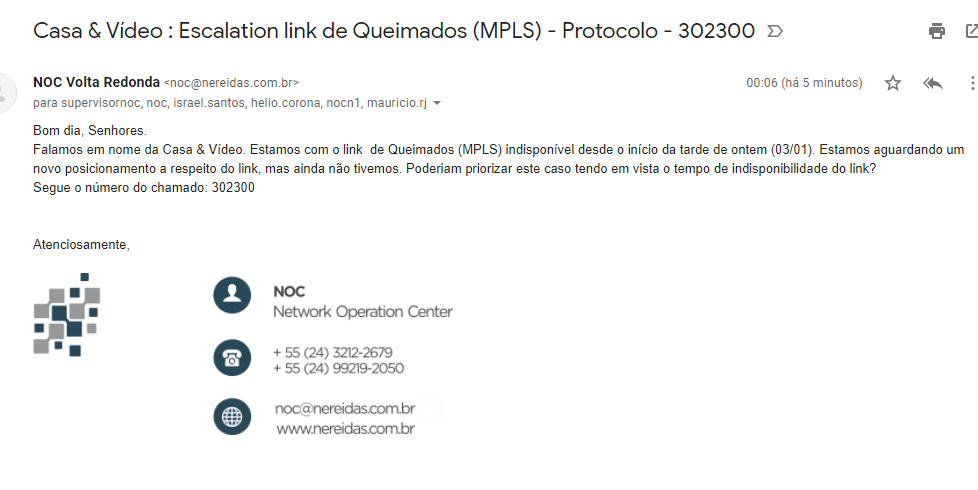 Casa & Vídeo : Escalation link de Queimados (MPLS) - Protocolo - 302300
NOC Volta Redonda <noc@nereidas.com.br>
00:06 (há 5 minutos)
para supervisornoc, noc, israel.santos, helio.corona, nocn1, mauricio.rj
Bom dia, Senhores.
Falamos em nome da Casa & Vídeo. Estamos com o link  de Queimados (MPLS) indisponível desde o início da tarde de ontem (03/01). Estamos aguardando um
novo posicionamento a respeito do link, mas ainda não tivemos. Poderiam priorizar este caso tendo em vista o tempo de indisponibilidade do link?
Segue o número do chamado: 302300
Atenciosamente,
NOC
Network Operation Center
+ 55 (24) 3212-2679
+ 55 (24) 99219-2050
noc@nereidas.com.br
www.nereidas.com.br